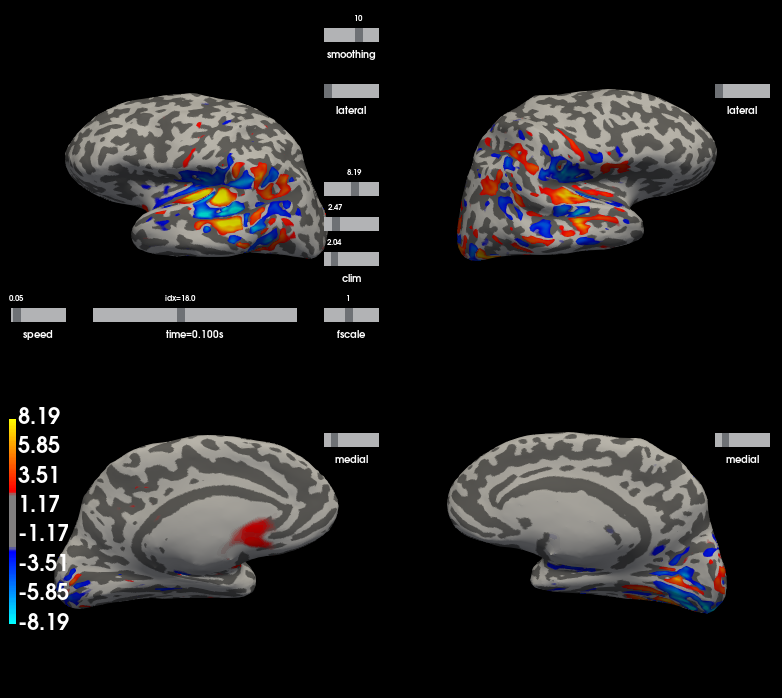 10
smoothing
lateral
lateral
8.19
2.47
2.04
clim
0.05
speed
idx=18.0
time=0.100s
1
fscale
8.19
5.85
3.51
1.17
-1.17
-3.51
-5.85
-8.19
medial
medial